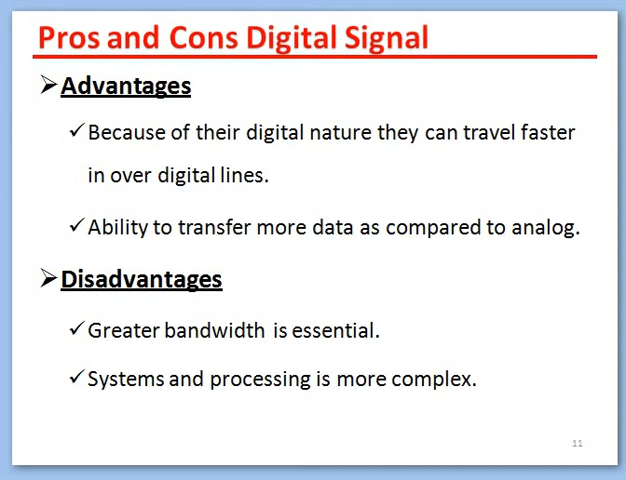 Pros and Cons Digital Signal
➢Advantages
✓Because of their digital nature they can travel faster
in over digital lines.
✓Ability to transfer more data as compared to analog.
➢Disadvantages
✓Greater bandwidth is essential.
✓Systems and processing is more complex.
11